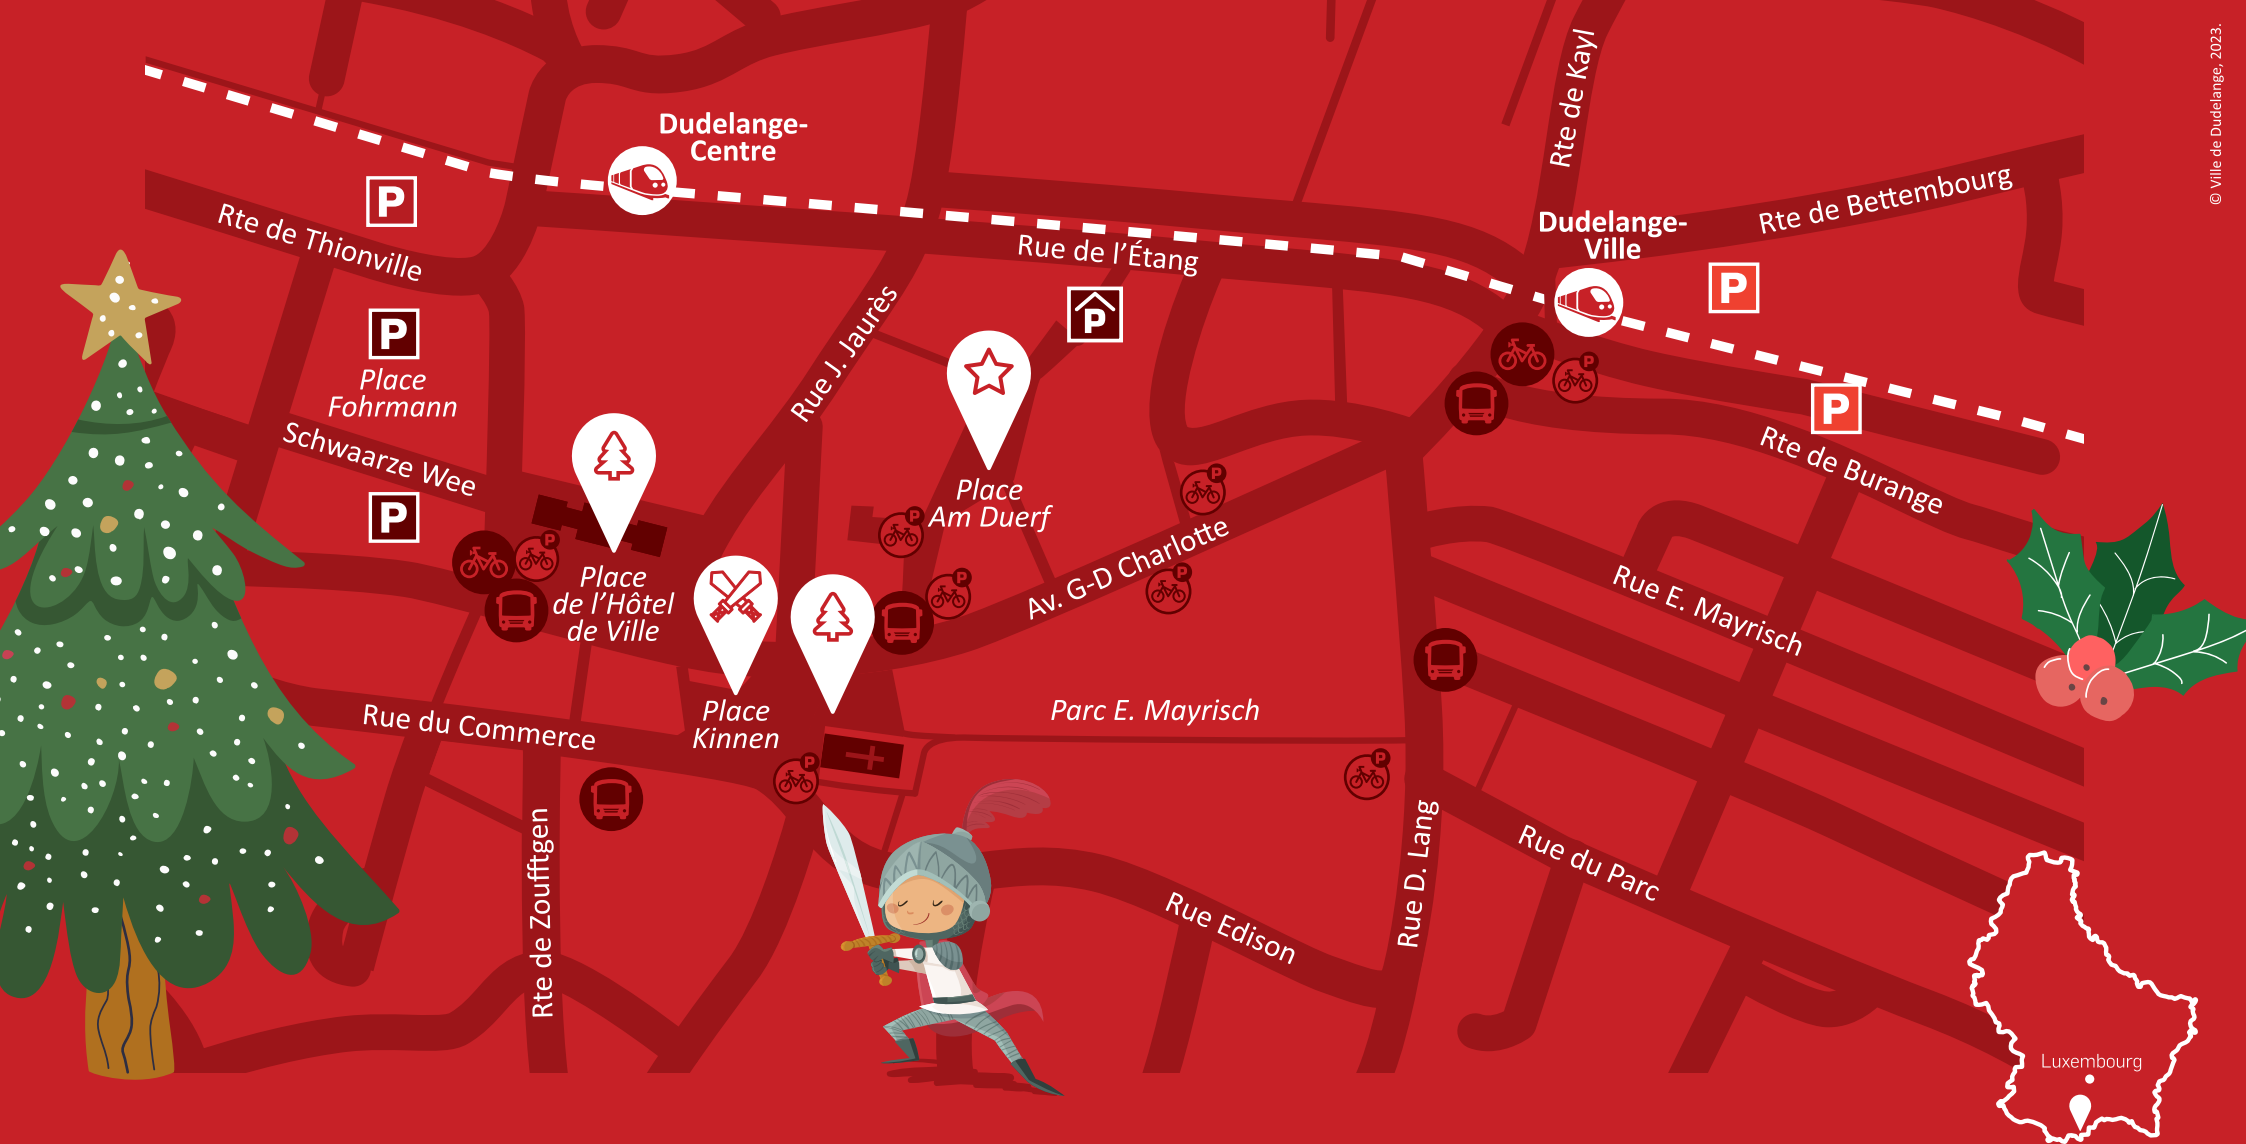 © Ville de Dudelange, 2023.
Rte de Kayl
Dudelange-
Centre
P
Rte de Thionville
Rte de Bettembourg
Dudelange-
Ville
Rue de l'Étang
P
P
P
Place
Fohrmann
Rue J. Jaurès
P
P
Schwaarze Wee
Rte de Burange
P
Place
Am Duerf
P
P
P
P
Place
de l'Hôtel
de Ville
Av. G-D Charlotte
P
P
Rue E. Mayrisch
Rue du Commerce
Place
Kinnen
Parc E. Mayrisch
P
P
Rte de Zoufftgen
Rue D. Lang
Rue du Parc
Rue Edison
Luxembourg